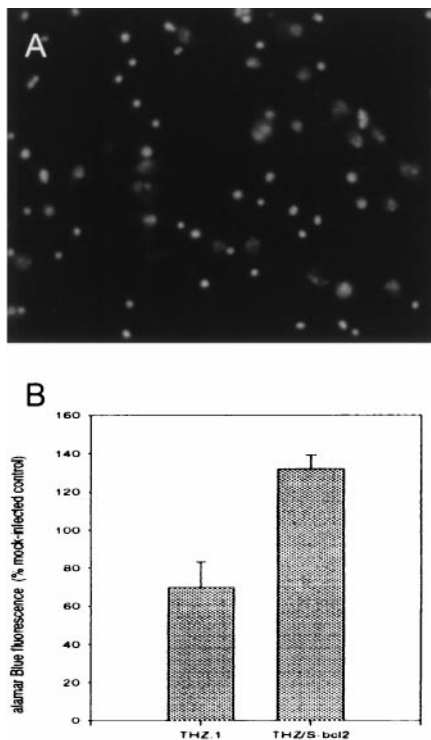 A
B
alamar Blue fluorescence (% mock-infected control)
160
140
120
100
80
60
40
20
0
THZ.1
THZ/S-bcl2